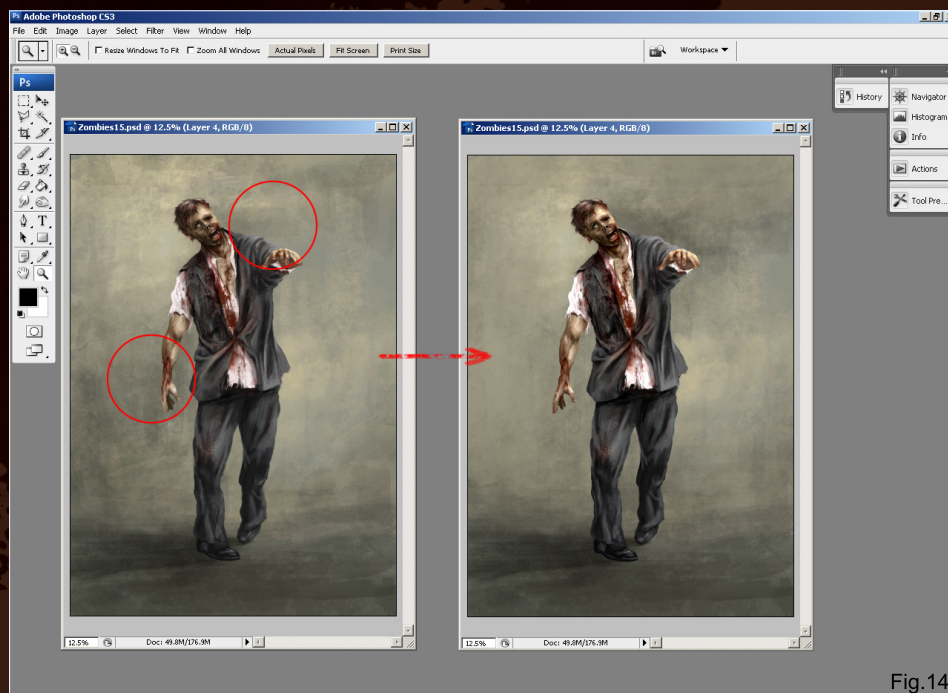 Ps Adobe Photoshop CS3
File Edit Image Layer Select Filter View Window Help
Resize Windows To Fit Zoom All Windows Actual Pixels Fit Screen Print Size Workspace
Ps
History
Navigator
Histogram
Info
Actions
Tool Pre...
T
Zombies15.psd @ 12.5% (Layer 4, RGB/8)
12.5% Doc: 49.8M/176.9M
Zombies15.psd @ 12.5% (Layer 4, RGB/8)
12.5% Doc: 49.8M/176.9M
Fig.14